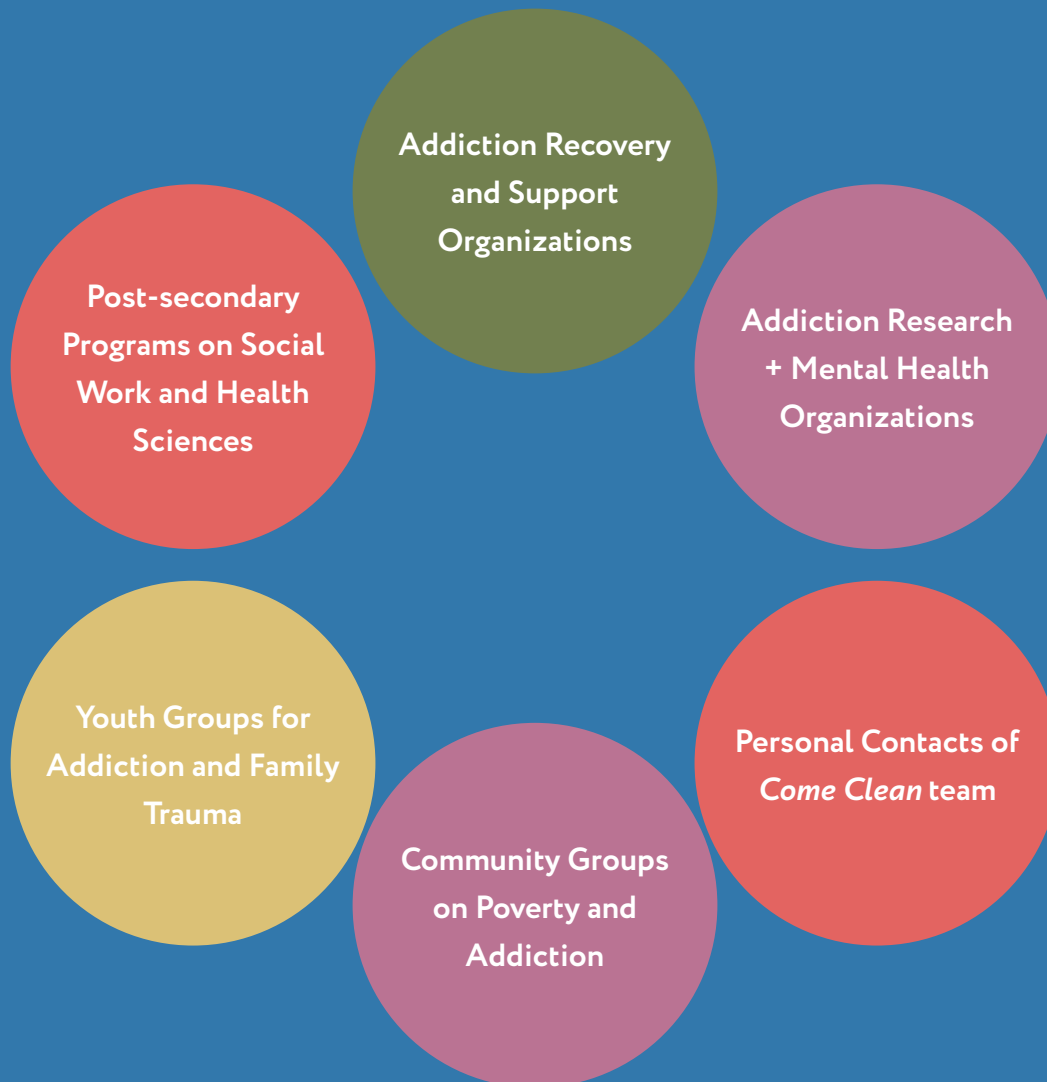 Addiction Recovery
and Support
Organizations
Post-secondary
Programs on Social
Work and Health
Sciences
Addiction Research
+ Mental Health
Organizations
Youth Groups for
Addiction and Family
Trauma
Personal Contacts of
Come Clean team
Community Groups
on Poverty and
Addiction